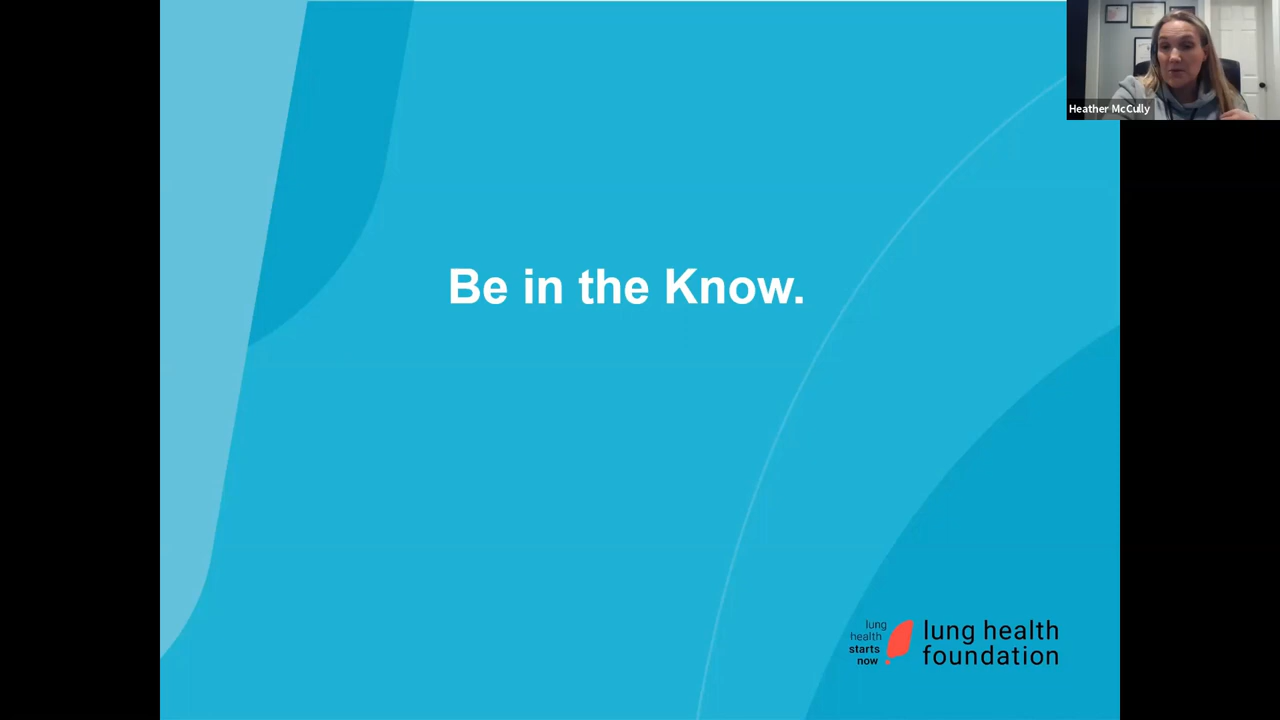 Heather McCully
Be in the Know.
lung
health
starts
now
lung health
foundation